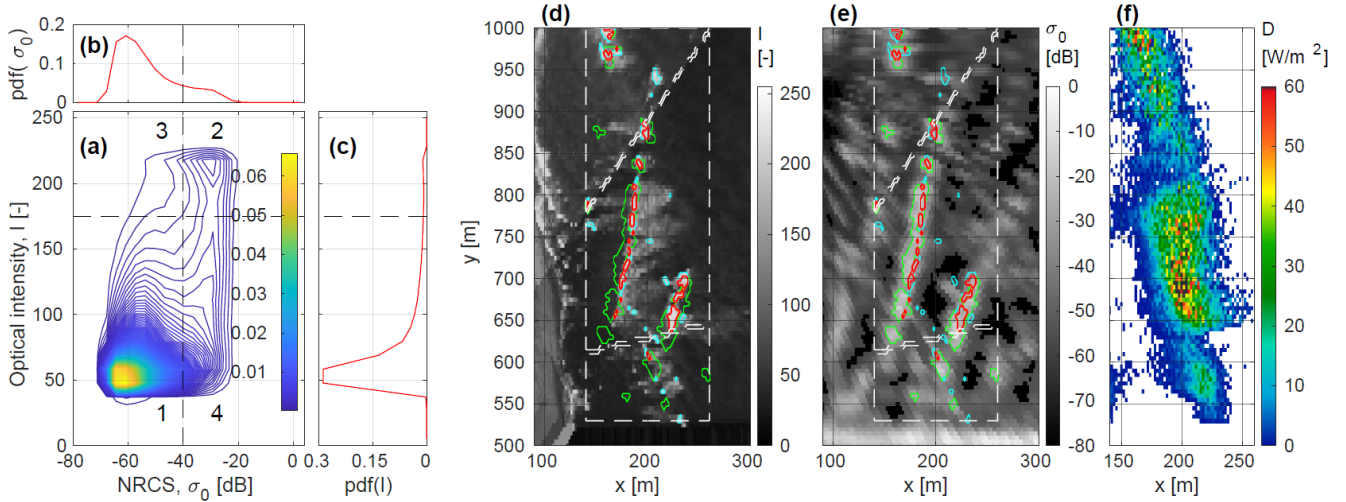 (b)
pdf( σ0)
0.2
0.1
0
(a)
3 2
1 4
Optical intensity, I [-]
250
200
150
100
50
0
-80 -60 -40 -20 0
NRCS, σ0 [dB]
0.06
0.05
0.04
0.03
0.02
0.01
(c)
0.3 0.15 0
pdf(I)
(d)
I
[-]
y [m]
1000
950
900
850
800
750
700
650
600
550
500
100 200 300
x [m]
250
200
150
100
50
0
(e)
σ0
[dB]
100 200 300
x [m]
0
-10
-20
-30
-40
-50
-60
-70
-80
(f)
D
[W/m 2]
150 200 250
x [m]
60
50
40
30
20
10
0